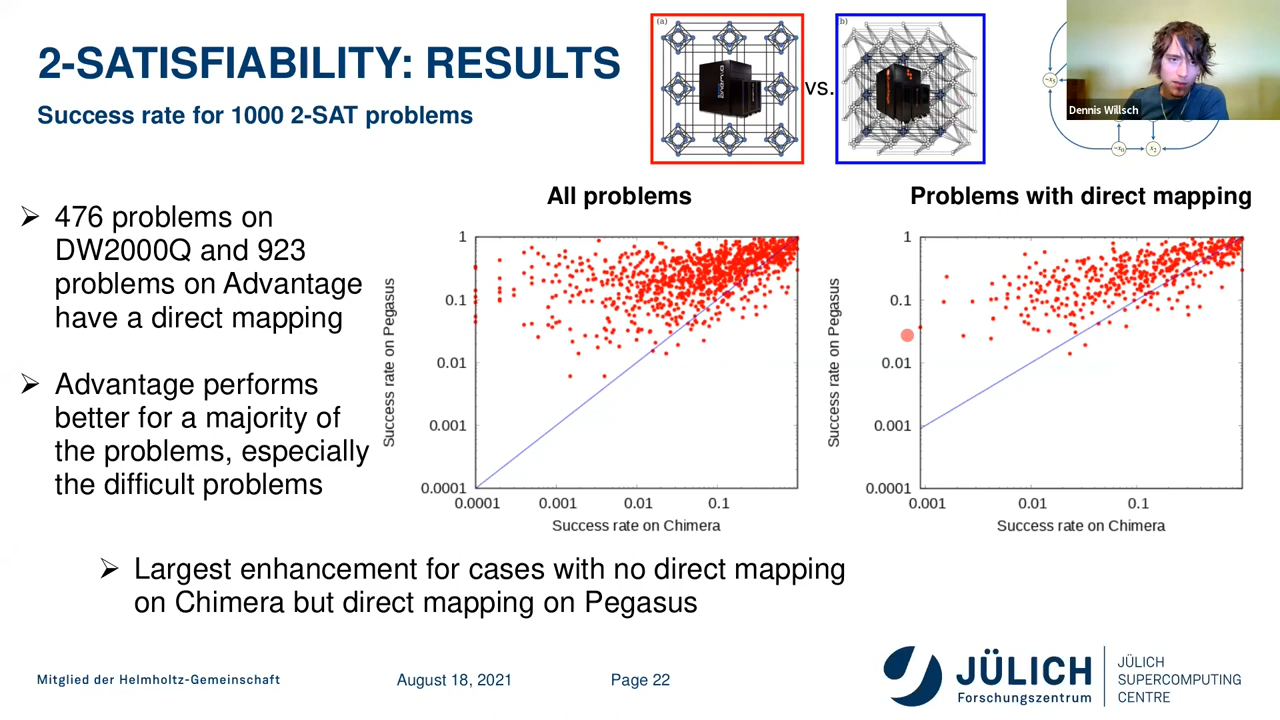 2-SATISFIABILITY: RESULTS
Success rate for 1000 2-SAT problems
(a)
vs.
b)
¬x₅
Dennis Willsch
¬x₀
x₂
➢ 476 problems on
DW2000Q and 923
problems on Advantage
have a direct mapping
➢ Advantage performs
better for a majority of
the problems, especially
the difficult problems
All problems
Success rate on Pegasus
1
0.1
0.01
0.001
0.0001
0.0001 0.001 0.01 0.1
Success rate on Chimera
Problems with direct mapping
Success rate on Pegasus
1
0.1
0.01
0.001
0.0001
0.001 0.01 0.1
Success rate on Chimera
➢ Largest enhancement for cases with no direct mapping
on Chimera but direct mapping on Pegasus
Mitglied der Helmholtz-Gemeinschaft
August 18, 2021
Page 22
JÜLICH
Forschungszentrum
JÜLICH
SUPERCOMPUTING
CENTRE